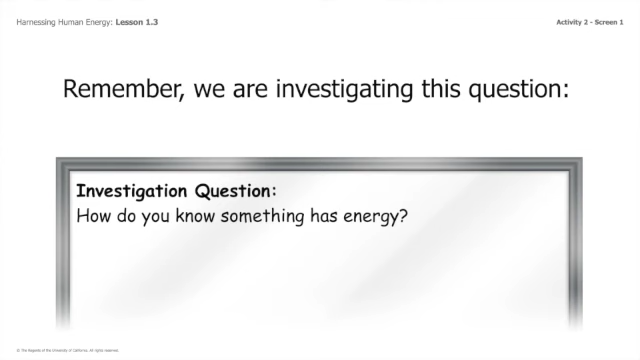 Harnessing Human Energy: Lesson 1.3
Activity 2 - Screen 1
Remember, we are investigating this question:
Investigation Question:
How do you know something has energy?
© The Regents of the University of California. All rights reserved.